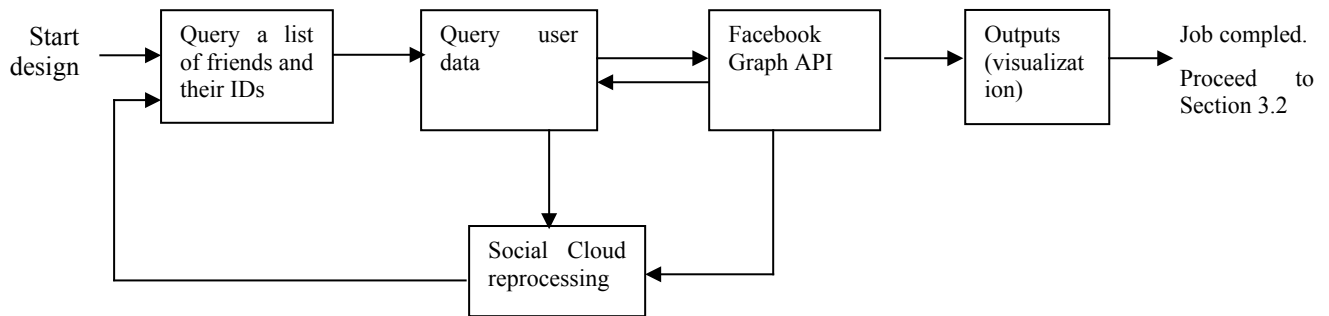 Start
design
Query a list
of friends and
their IDs
Query user
data
Facebook
Graph API
Outputs
(visualizat
ion)
Job compled.
Proceed to
Section 3.2
Social Cloud
reprocessing